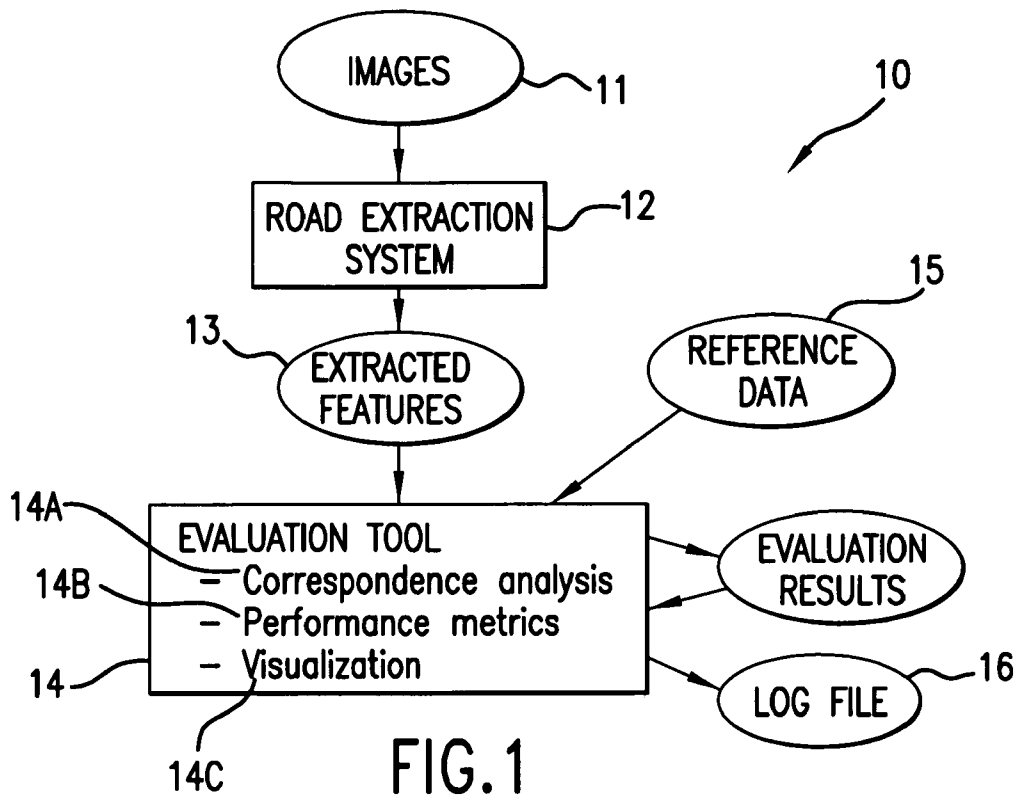 IMAGES
11
10
ROAD EXTRACTION
SYSTEM
12
13
EXTRACTED
FEATURES
15
REFERENCE
DATA
14A
EVALUATION TOOL
- Correspondence analysis
14B
- Performance metrics
14
- Visualization
14C
EVALUATION
RESULTS
16
LOG FILE
FIG.1